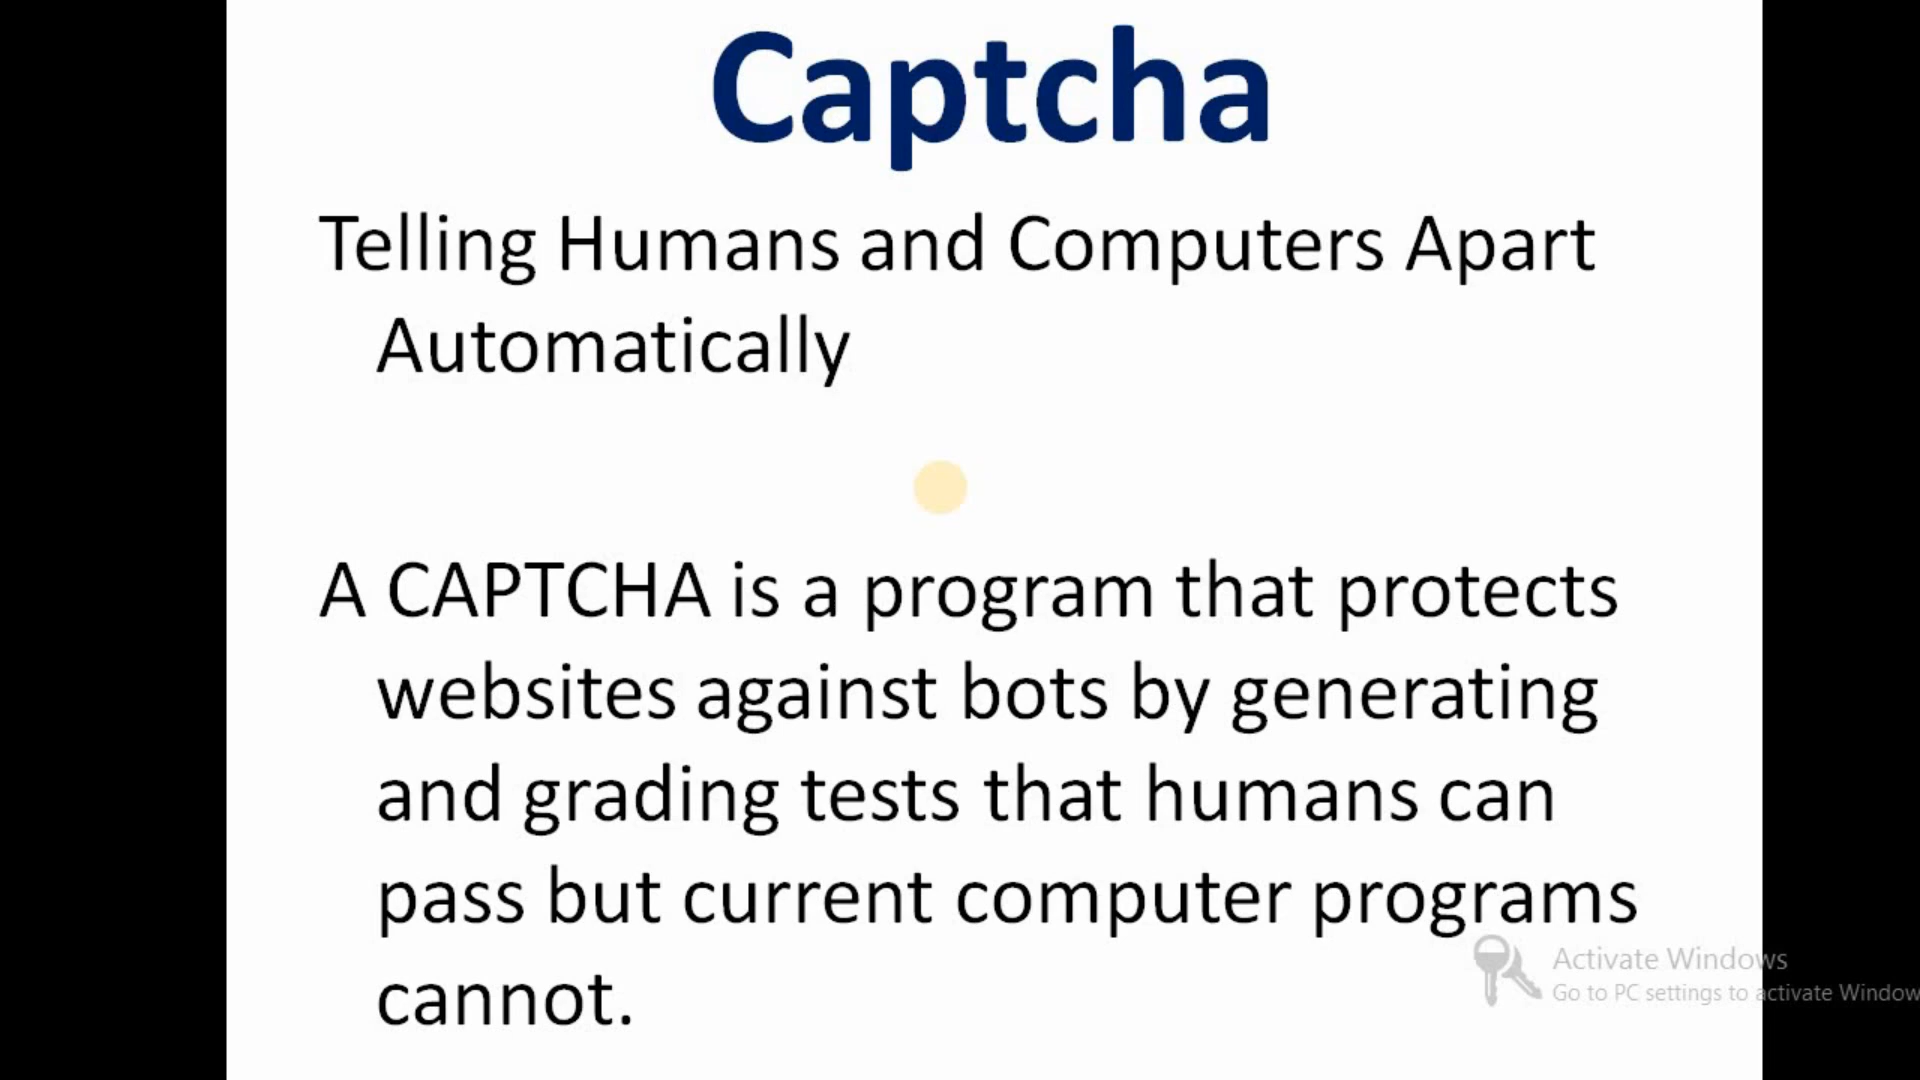 Captcha
Telling Humans and Computers Apart
Automatically
A CAPTCHA is a program that protects
websites against bots by generating
and grading tests that humans can
pass but current computer programs
cannot.
Activate Windows
Go to PC settings to activate Window